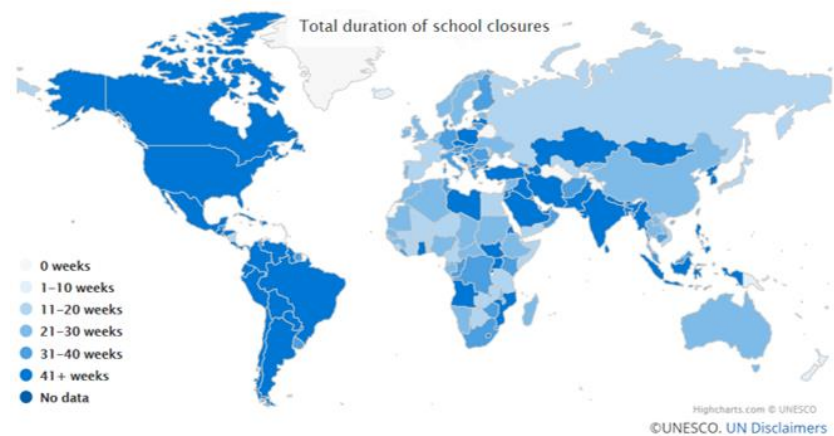 Total duration of school closures
0 weeks
1–10 weeks
11–20 weeks
21–30 weeks
31–40 weeks
41+ weeks
No data
Highcharts.com © UNESCO
©UNESCO. UN Disclaimers